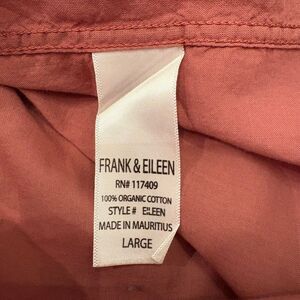 FRANK & EILEEN
RN# 117409
100% ORGANIC COTTON
STYLE # EILEEN
MADE IN MAURITIUS
LARGE